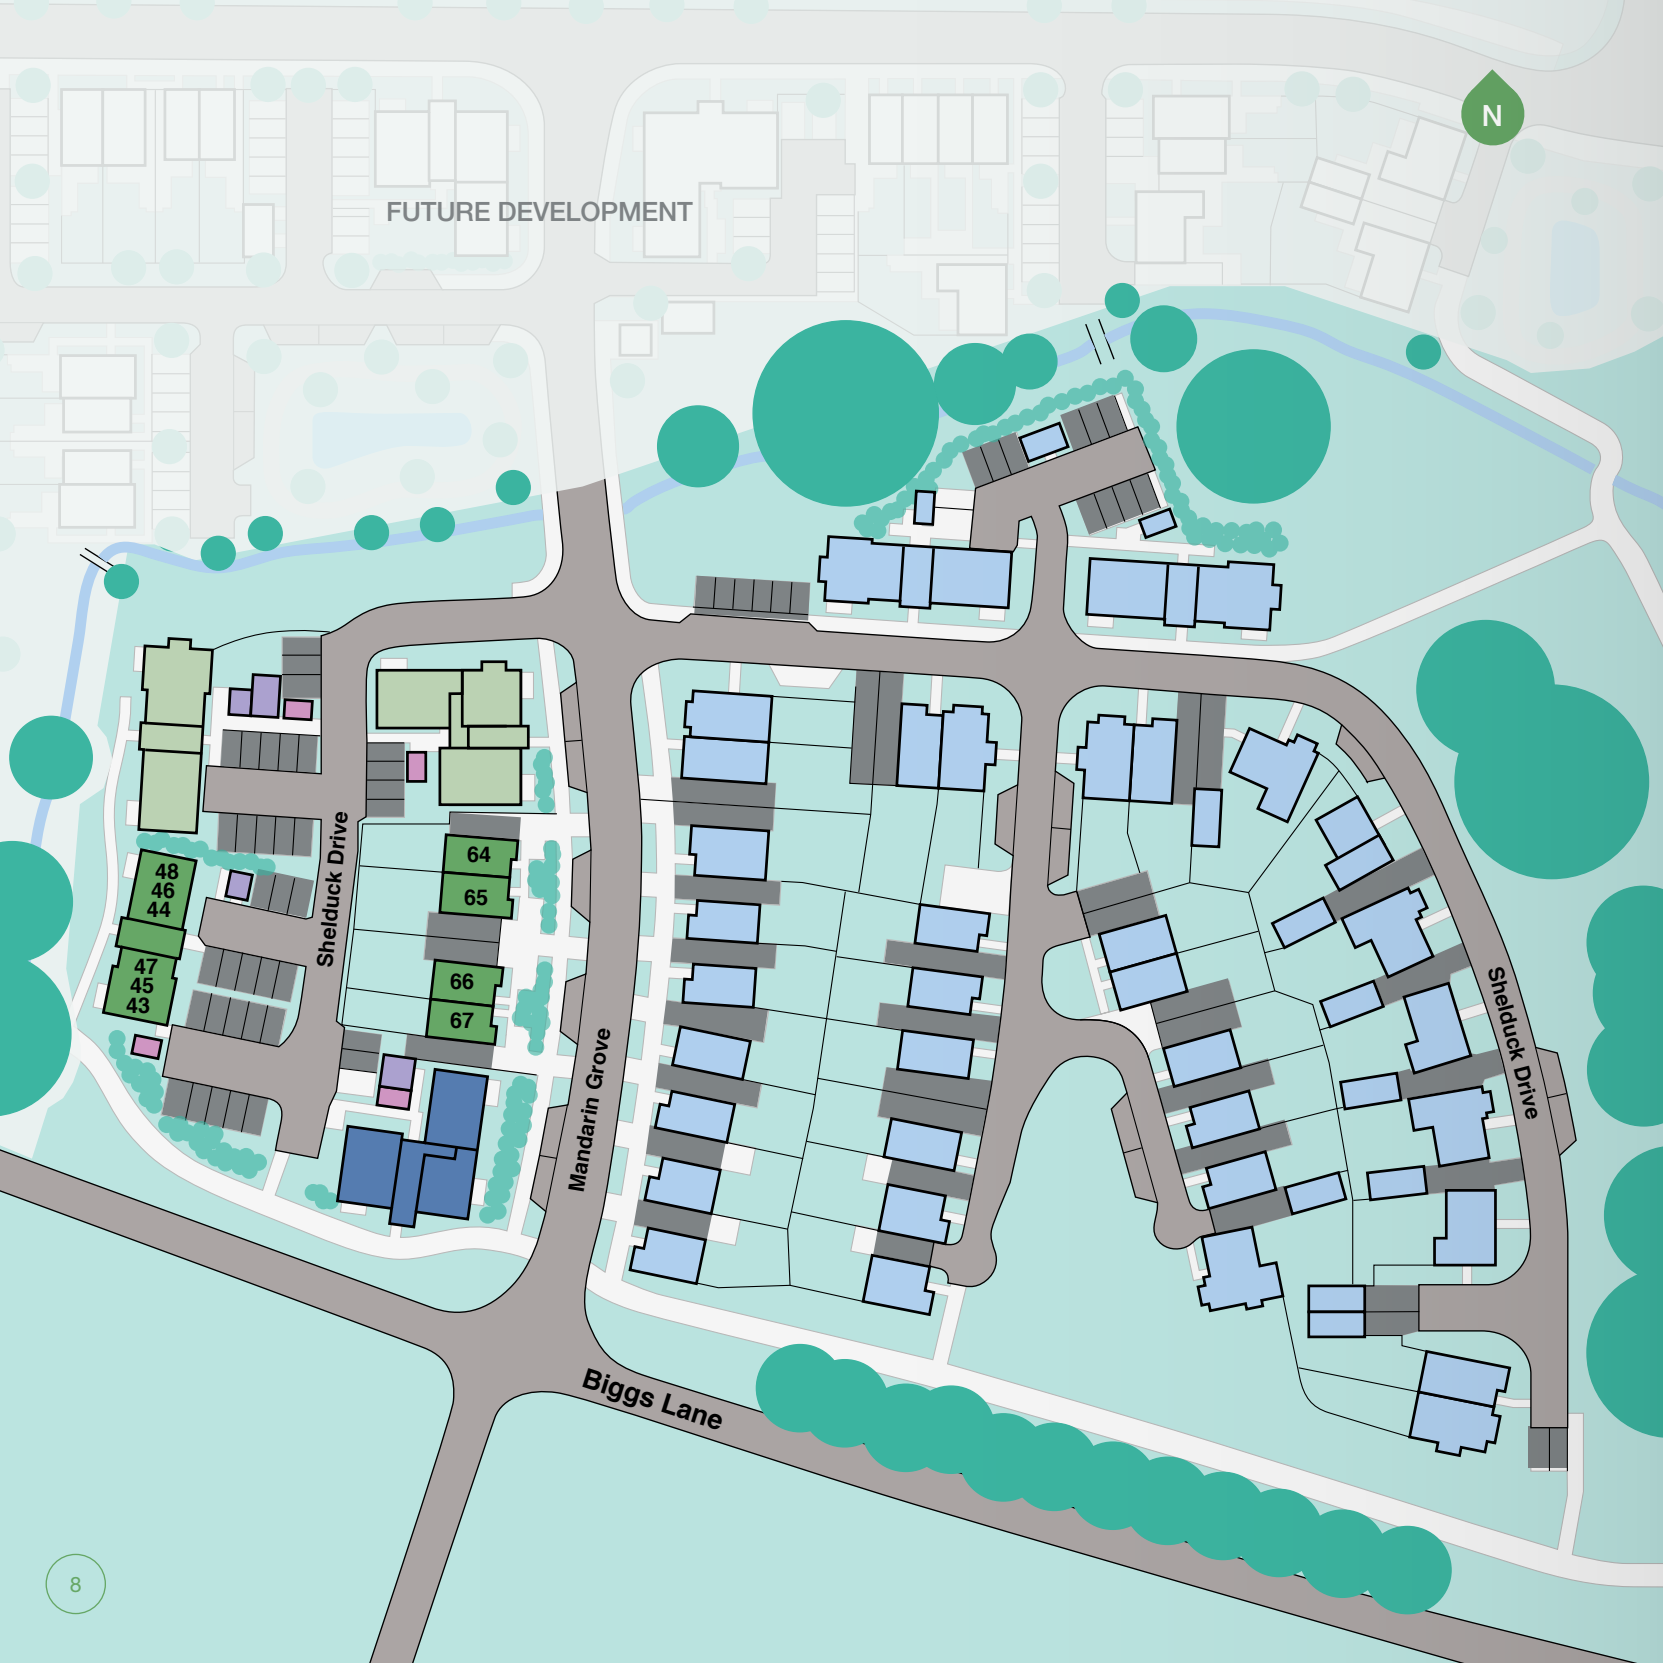 N
FUTURE DEVELOPMENT
Shelduck Drive
64
65
48
46
44
47
45
43
66
67
Mandarin Grove
Shelduck Drive
Biggs Lane
8